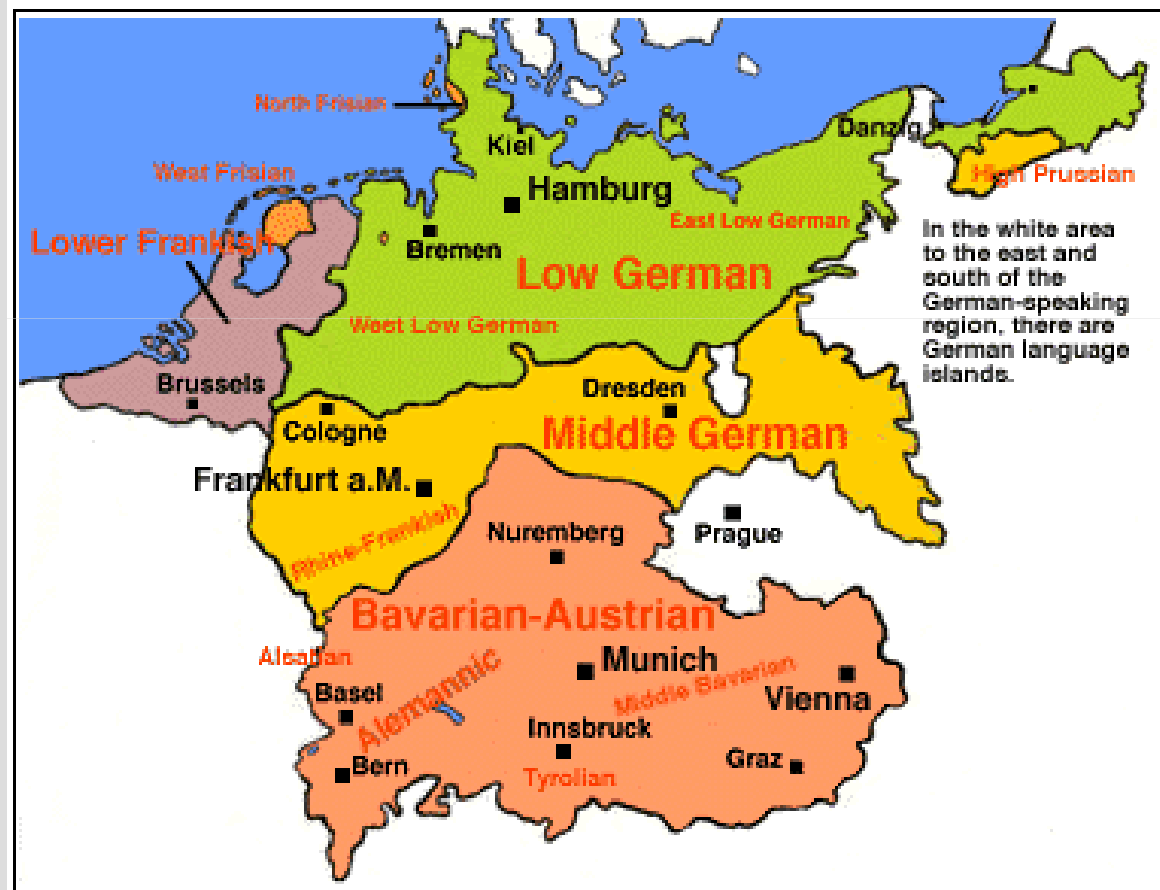 North Frisian
Kiel
Danzig
West Frisian
Hamburg
High Prussian
Lower Frankish
Bremen
East Low German
Low German
In the white area
to the east and
south of the
German-speaking
region, there are
German language
islands.
West Low German
Brussels
Dresden
Cologne
Middle German
Frankfurt a.M.
Rhine-Frankish
Nuremberg
Prague
Bavarian-Austrian
Alsatian
Munich
Basel
Alemannic
Middle Bavarian
Vienna
Innsbruck
Bern
Tyrolian
Graz